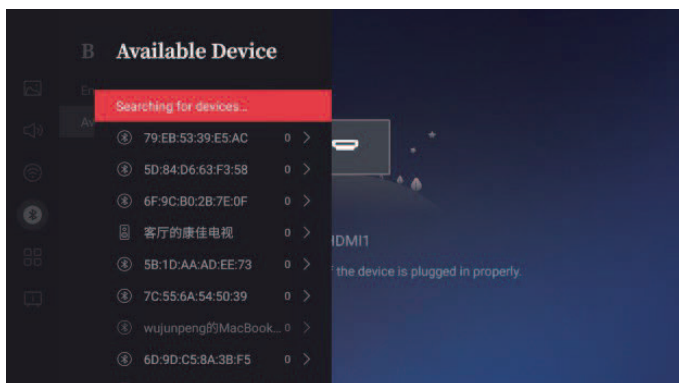 B
Available Device
En
Searching for devices...
Av
79:EB:53:39:E5:AC 0 >
5D:84:D6:63:F3:58 0 >
6F:9C:B0:2B:7E:0F 0 >
客厅的康佳电视 0 >
5B:1D:AA:AD:EE:73 0 >
7C:55:6A:54:50:39 0 >
wujunpeng的MacBook... 0 >
6D:9D:C5:8A:3B:F5 0 >
HDMI1
the device is plugged in properly.